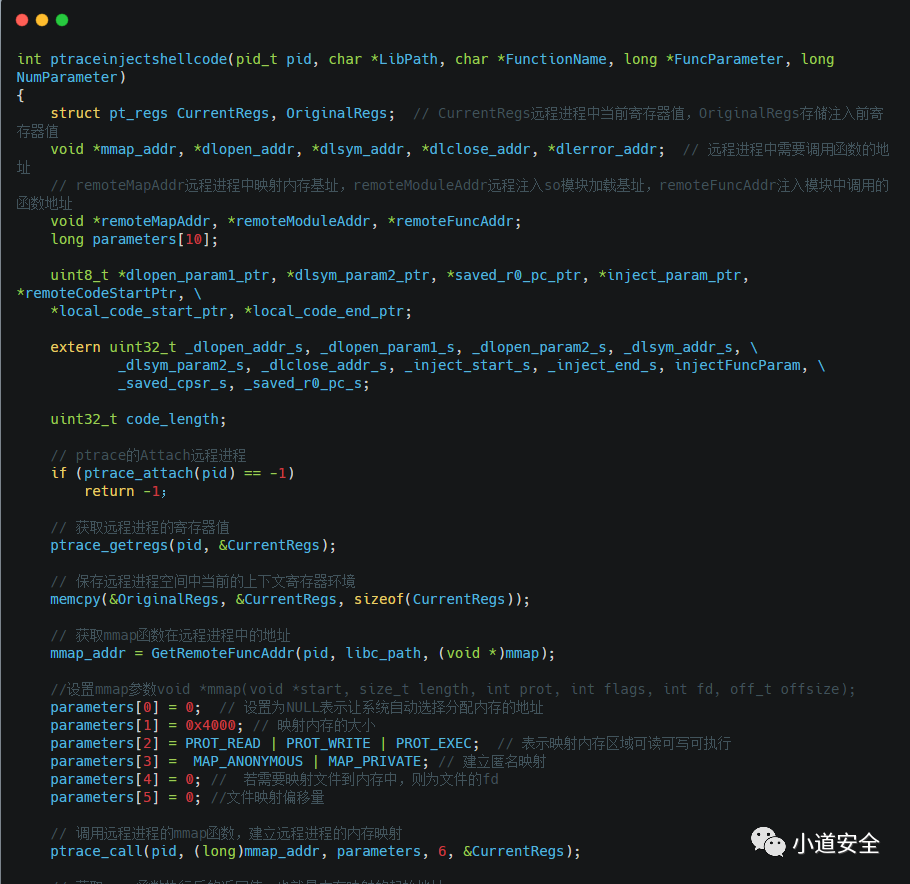 int ptraceinjectshellcode(pid_t pid, char *LibPath, char *FunctionName, long *FuncParameter, long
NumParameter)
{
    struct pt_regs CurrentRegs, OriginalRegs;  // CurrentRegs远程进程中当前寄存器值，OriginalRegs存储注入前寄
存器值
    void *mmap_addr, *dlopen_addr, *dlsym_addr, *dlclose_addr, *dlerror_addr;  // 远程进程中需要调用函数的地
址
    // remoteMapAddr远程进程中映射内存基址，remoteModuleAddr远程注入so模块加载基址，remoteFuncAddr注入模块中调用的
函数地址
    void *remoteMapAddr, *remoteModuleAddr, *remoteFuncAddr;
    long parameters[10];
    uint8_t *dlopen_param1_ptr, *dlsym_param2_ptr, *saved_r0_pc_ptr, *inject_param_ptr,
*remoteCodeStartPtr, \
    *local_code_start_ptr, *local_code_end_ptr;
    extern uint32_t _dlopen_addr_s, _dlopen_param1_s, _dlopen_param2_s, _dlsym_addr_s, \
            _dlsym_param2_s, _dlclose_addr_s, _inject_start_s, _inject_end_s, injectFuncParam, \
            _saved_cpsr_s, _saved_r0_pc_s;
    uint32_t code_length;
    // ptrace的Attach远程进程
    if (ptrace_attach(pid) == -1)
        return -1;
    // 获取远程进程的寄存器值
    ptrace_getregs(pid, &CurrentRegs);
    // 保存远程进程空间中当前的上下文寄存器环境
    memcpy(&OriginalRegs, &CurrentRegs, sizeof(CurrentRegs));
    // 获取mmap函数在远程进程中的地址
    mmap_addr = GetRemoteFuncAddr(pid, libc_path, (void *)mmap);
    //设置mmap参数void *mmap(void *start, size_t length, int prot, int flags, int fd, off_t offsize);
    parameters[0] = 0;  // 设置为NULL表示让系统自动选择分配内存的地址
    parameters[1] = 0x4000; // 映射内存的大小
    parameters[2] = PROT_READ | PROT_WRITE | PROT_EXEC;  // 表示映射内存区域可读可写可执行
    parameters[3] =  MAP_ANONYMOUS | MAP_PRIVATE; // 建立匿名映射
    parameters[4] = 0; //  若需要映射文件到内存中，则为文件的fd
    parameters[5] = 0; //文件映射偏移量
    // 调用远程进程的mmap函数，建立远程进程的内存映射
    ptrace_call(pid, (long)mmap_addr, parameters, 6, &CurrentRegs);
小道安全